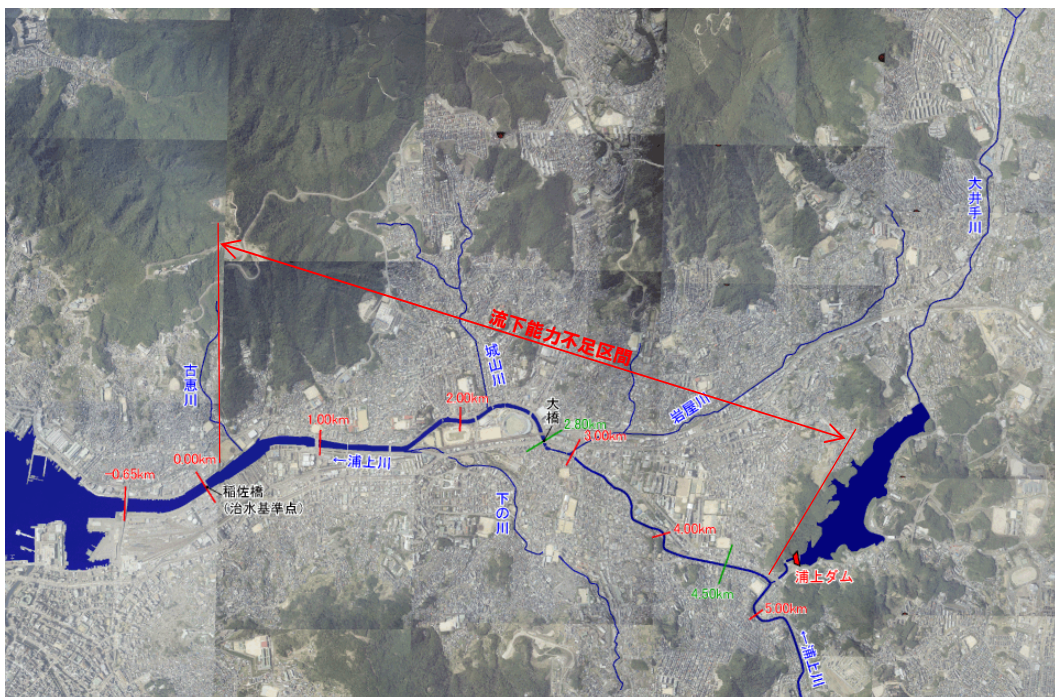 大井手川
流下能力不足区間
古恵川
城山川
岩屋川
大橋
2.00km
1.00km
2.80km
3.00km
←浦上川
0.00km
-0.65km
稲佐橋
(治水基準点)
下の川
4.00km
4.50km
浦上ダム
5.00km
←浦上川